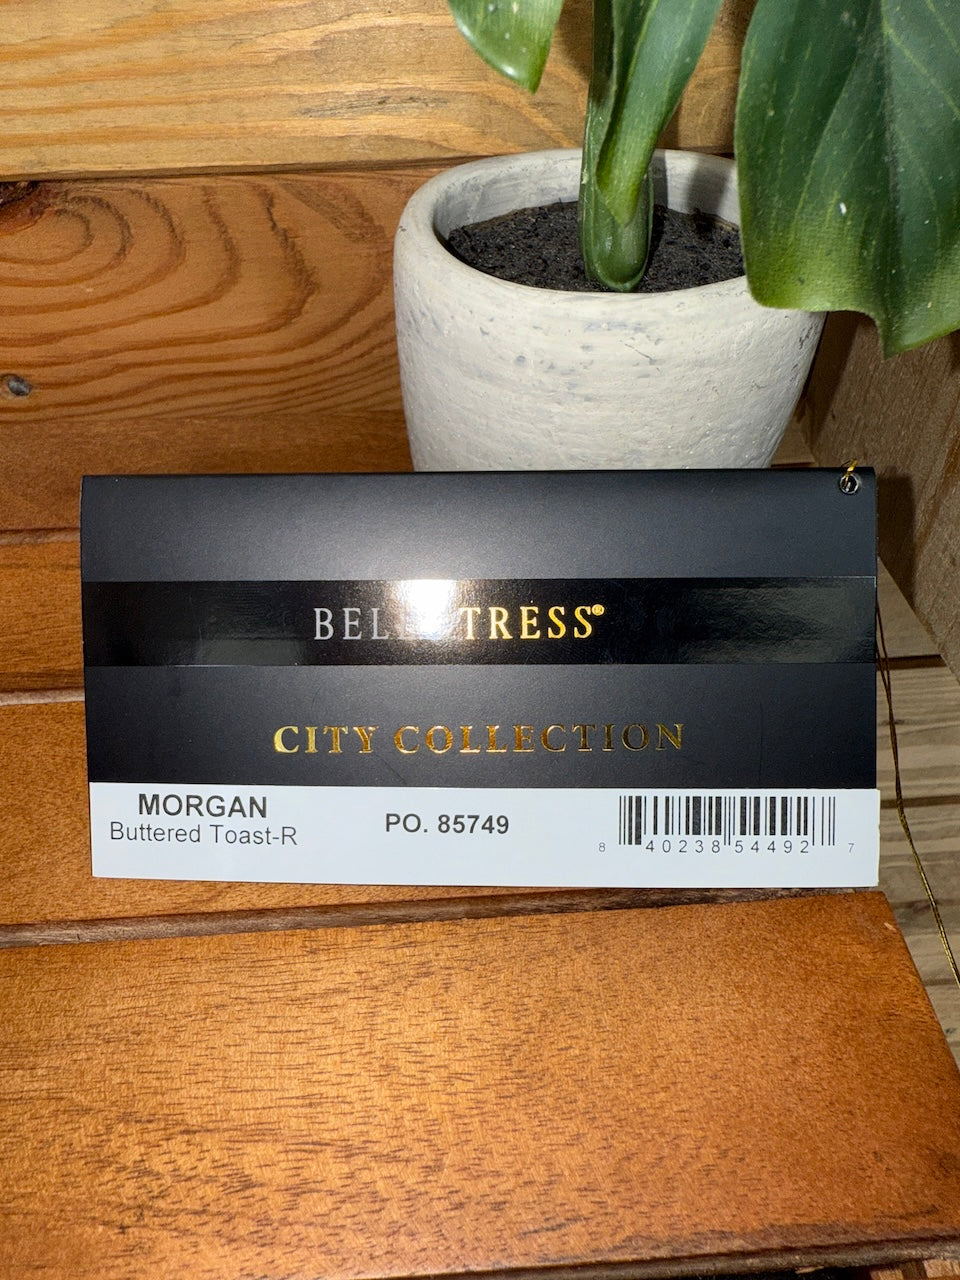 BELLETRESS®
CITY COLLECTION
MORGAN
Buttered Toast-R
PO. 85749
8 40238 54492 7